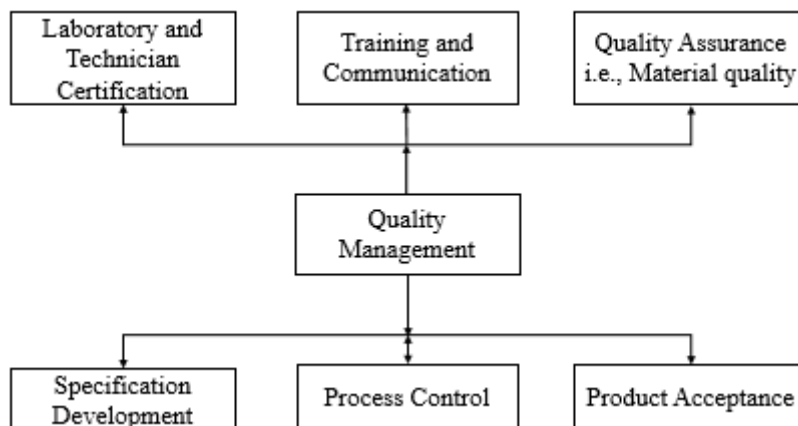 Laboratory and
Technician
Certification
Training and
Communication
Quality Assurance
i.e., Material quality
Quality
Management
Specification
Development
Process Control
Product Acceptance